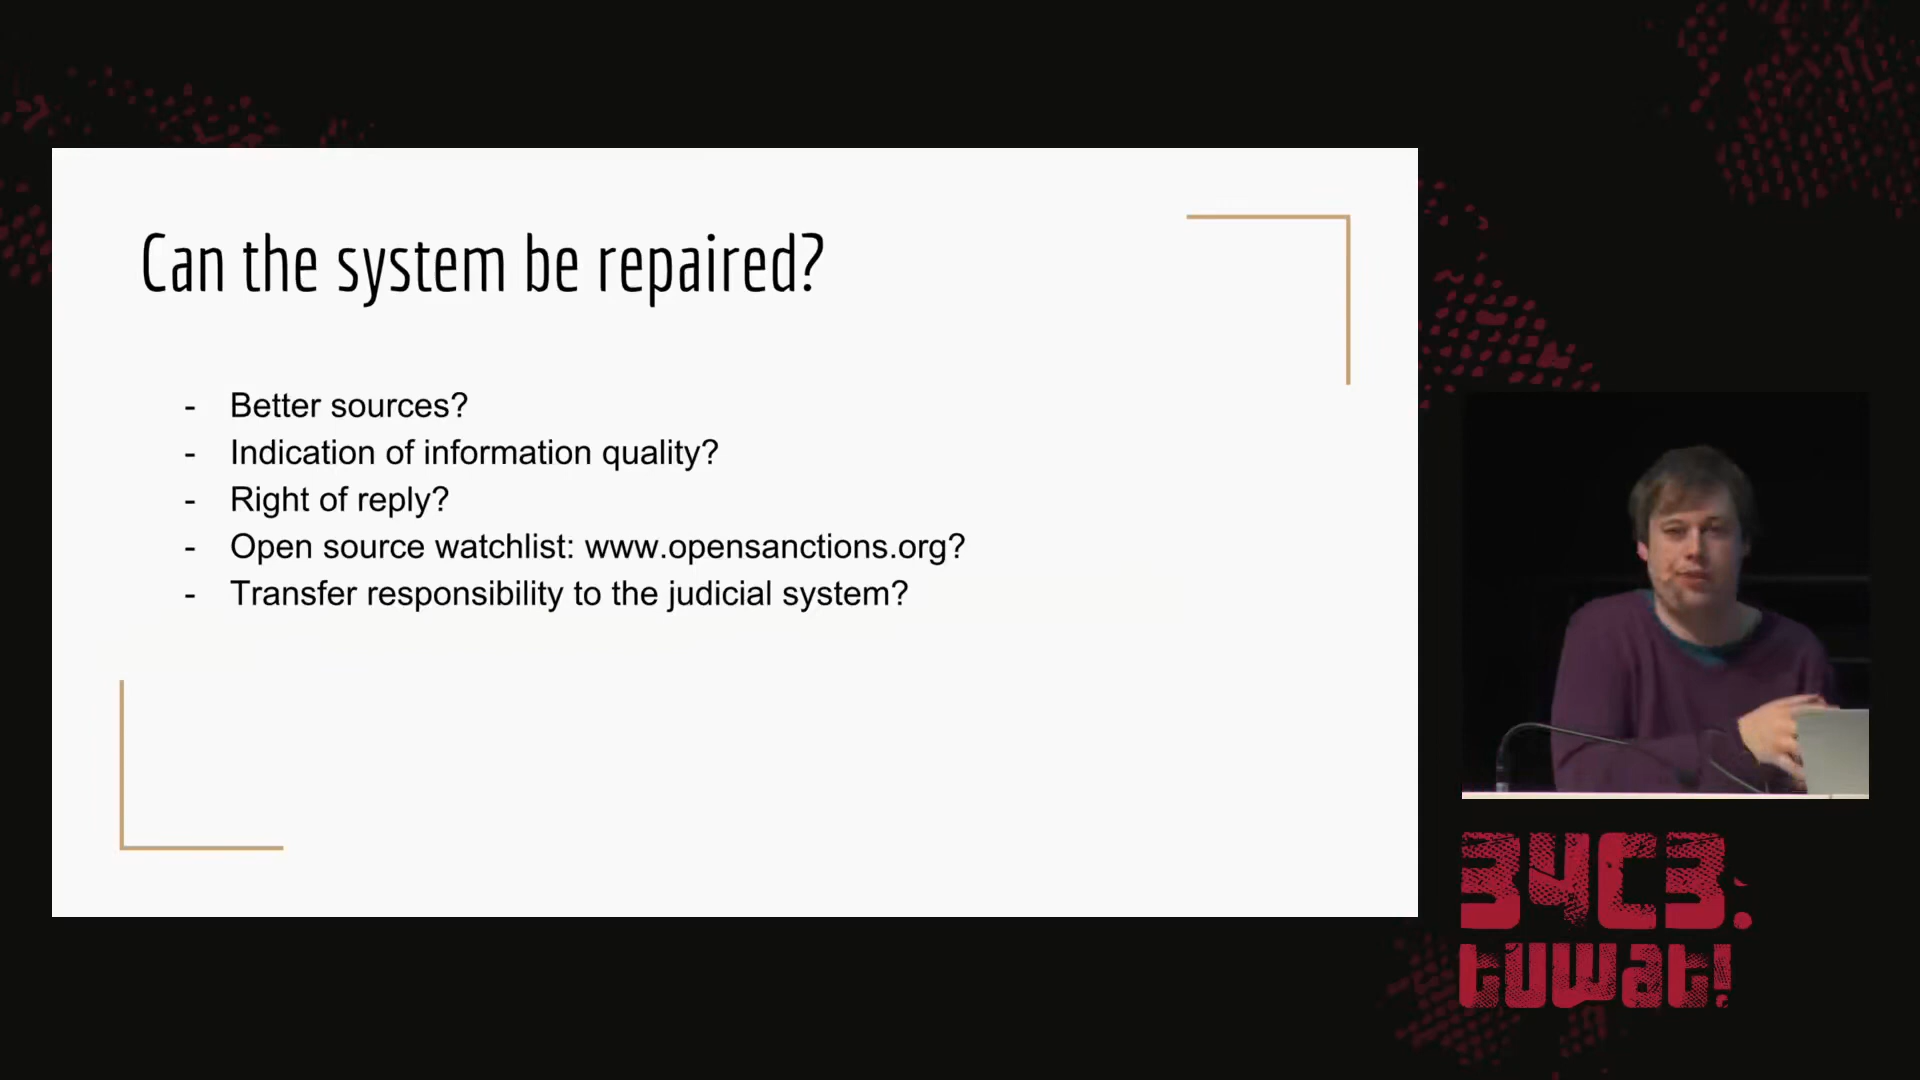 Can the system be repaired?
- Better sources?
- Indication of information quality?
- Right of reply?
- Open source watchlist: www.opensanctions.org?
- Transfer responsibility to the judicial system?
34C3.
tuwat!